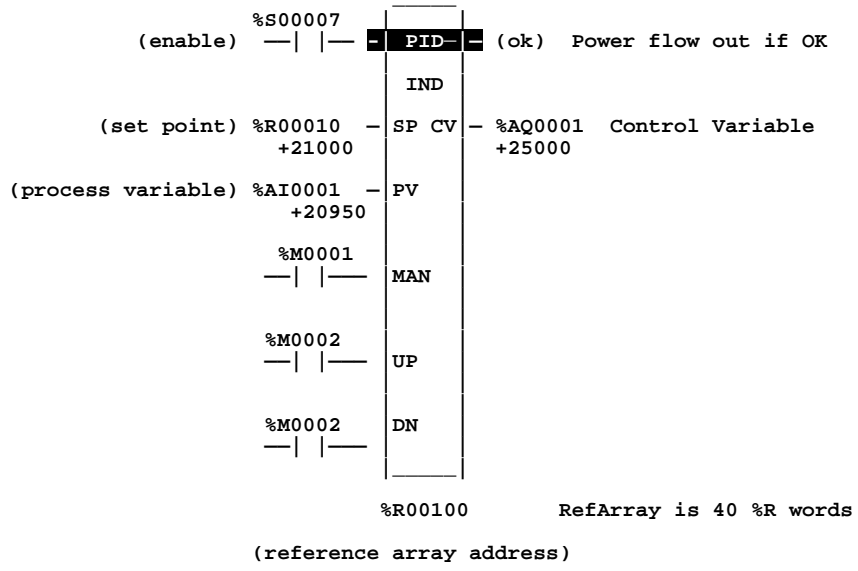 %S00007
(enable) —| |— -| PID—|— (ok) Power flow out if OK
IND
(set point) %R00010 —|SP CV|— %AQ0001 Control Variable
+21000 +25000
(process variable) %AI0001 —|PV
+20950
%M0001
—| |—— |MAN
%M0002
—| |—— |UP
%M0002 |DN
—| |——
%R00100 RefArray is 40 %R words
(reference array address)